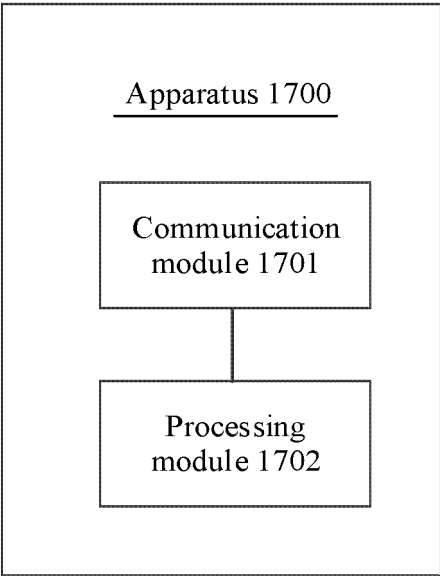 Apparatus 1700
Communication
module 1701
Processing
module 1702